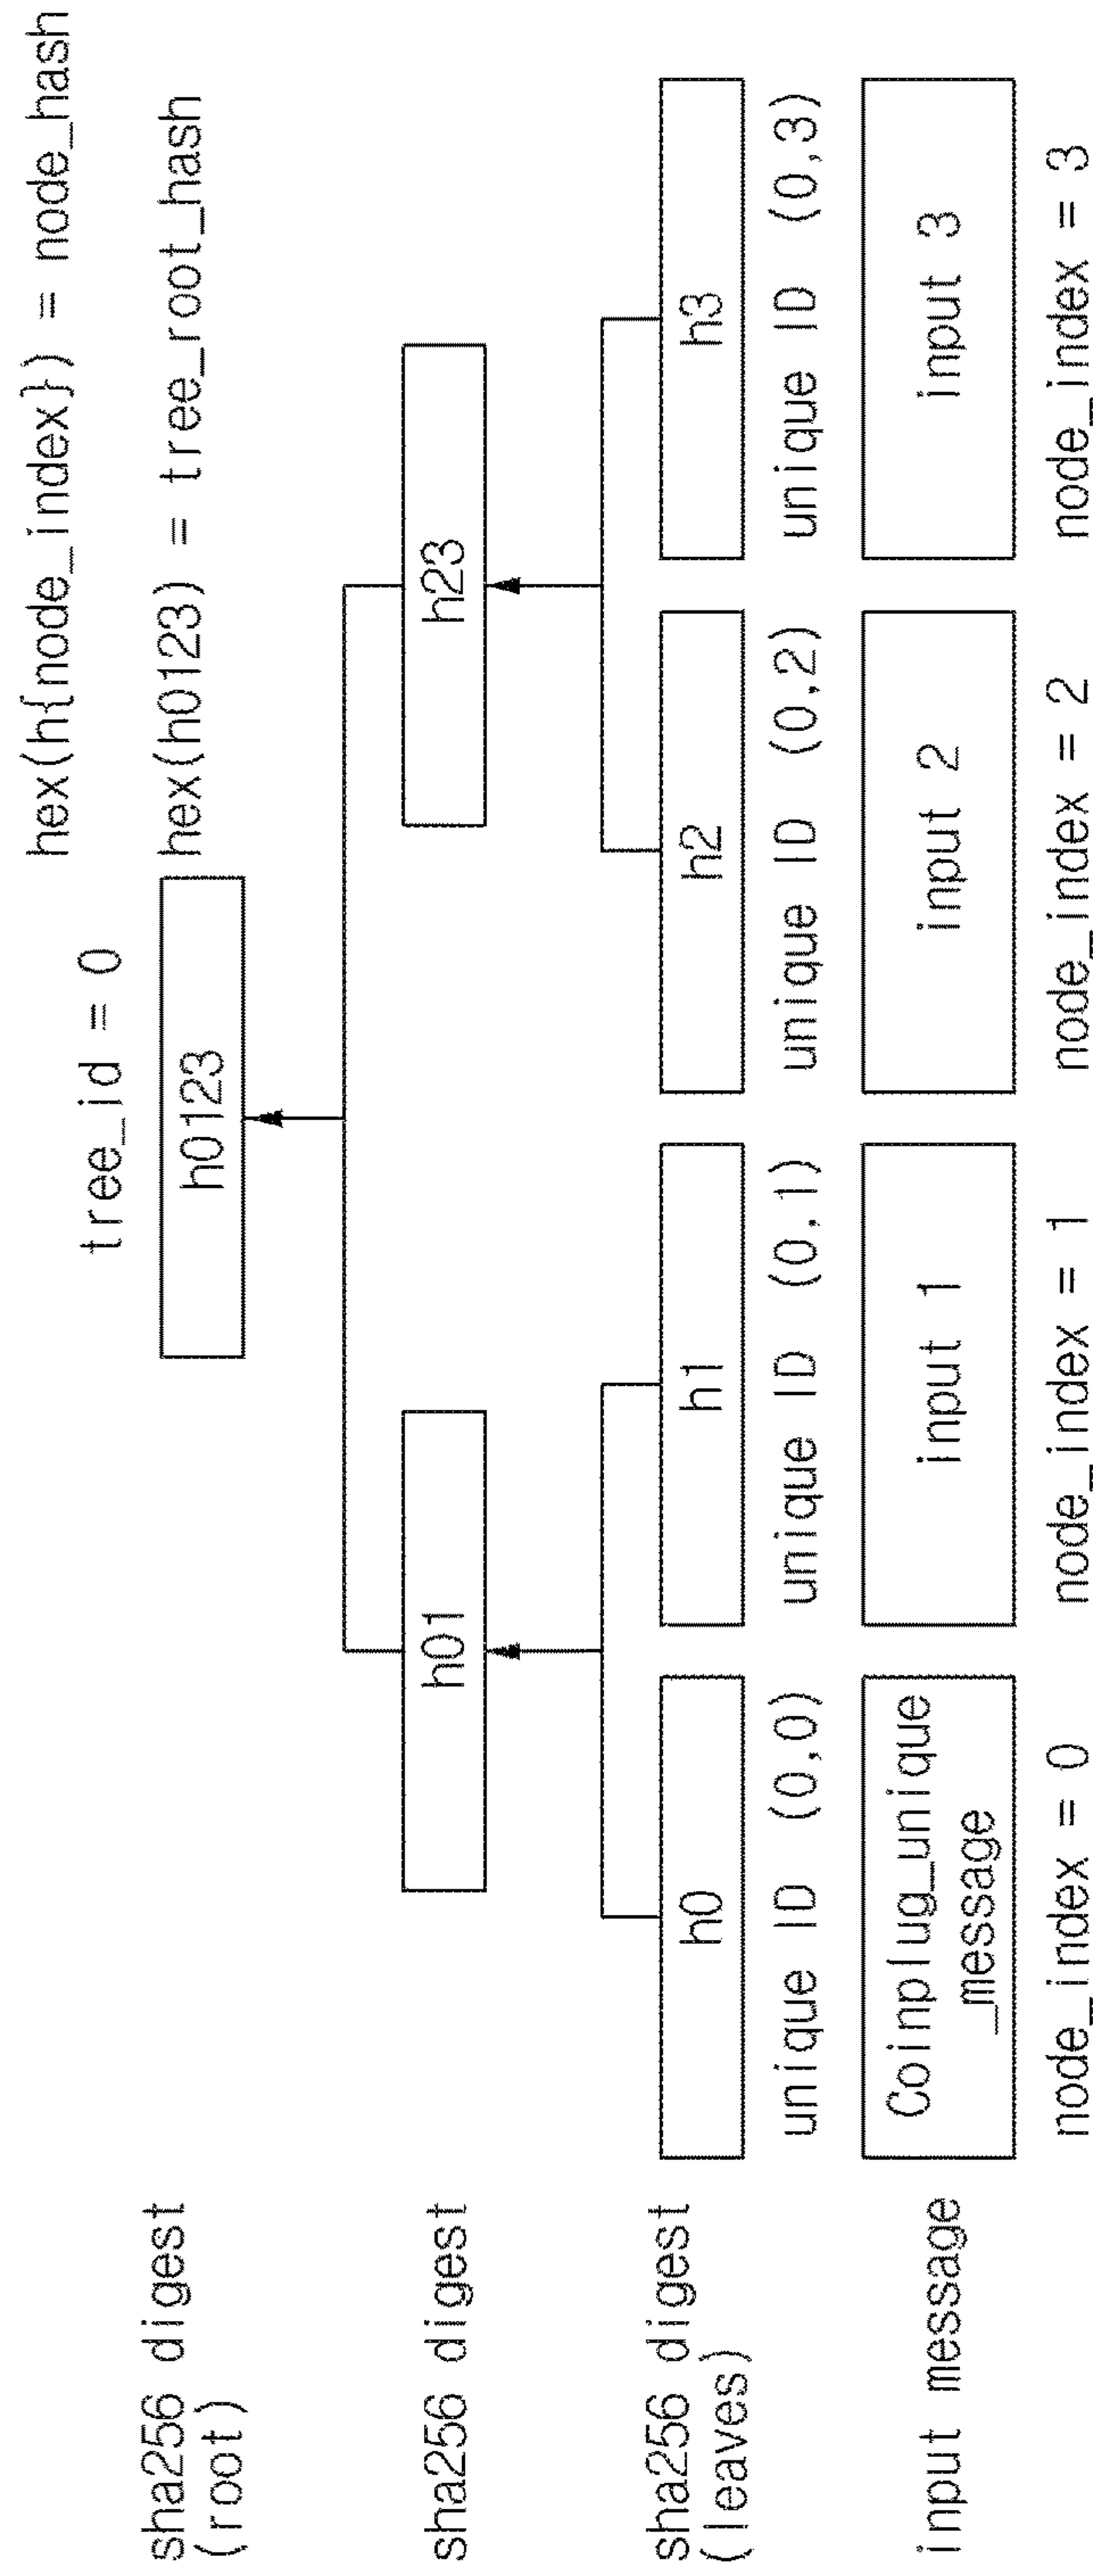 hex(h{node_index}) = node_hash
tree_id = 0
sha256 digest
(root)
h0123
hex(h0123) = tree_root_hash
sha256 digest
h01
h23
sha256 digest
(leaves)
h0
h1
h2
h3
unique ID (0,0)
unique ID (0,1)
unique ID (0,2)
unique ID (0,3)
input message
Coinplug_unique
_message
input 1
input 2
input 3
node_index = 0
node_index = 1
node_index = 2
node_index = 3